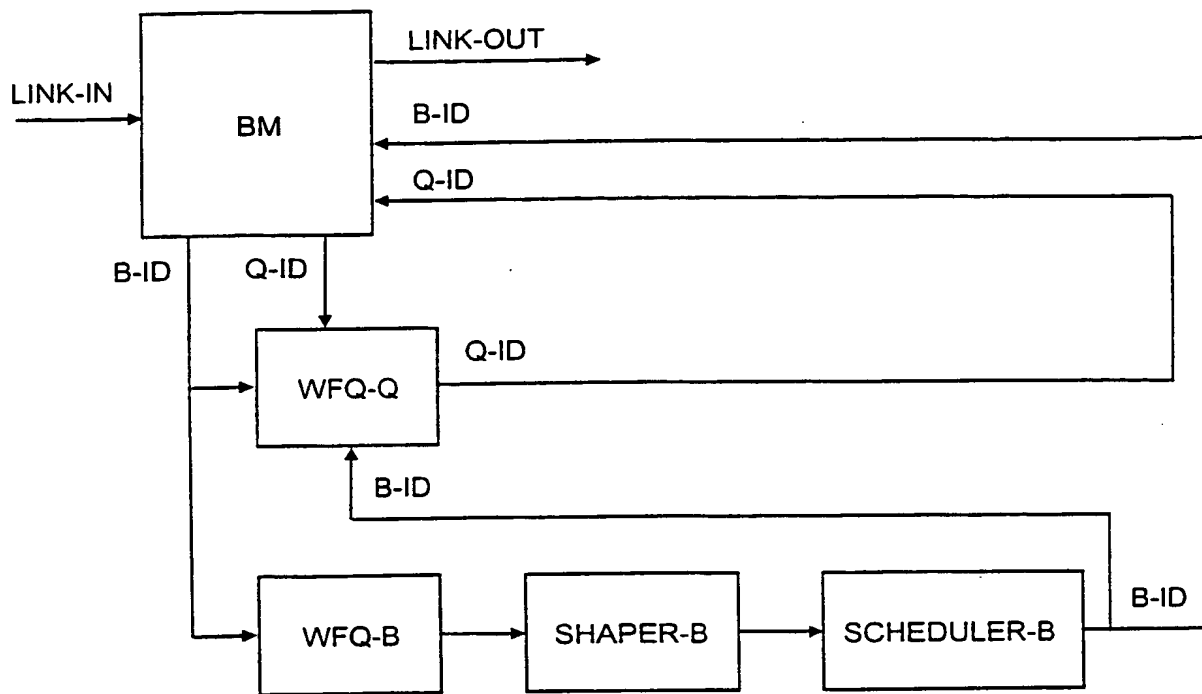 LINK-OUT
LINK-IN
BM
B-ID
Q-ID
B-ID
Q-ID
Q-ID
WFQ-Q
B-ID
B-ID
WFQ-B
SHAPER-B
SCHEDULER-B